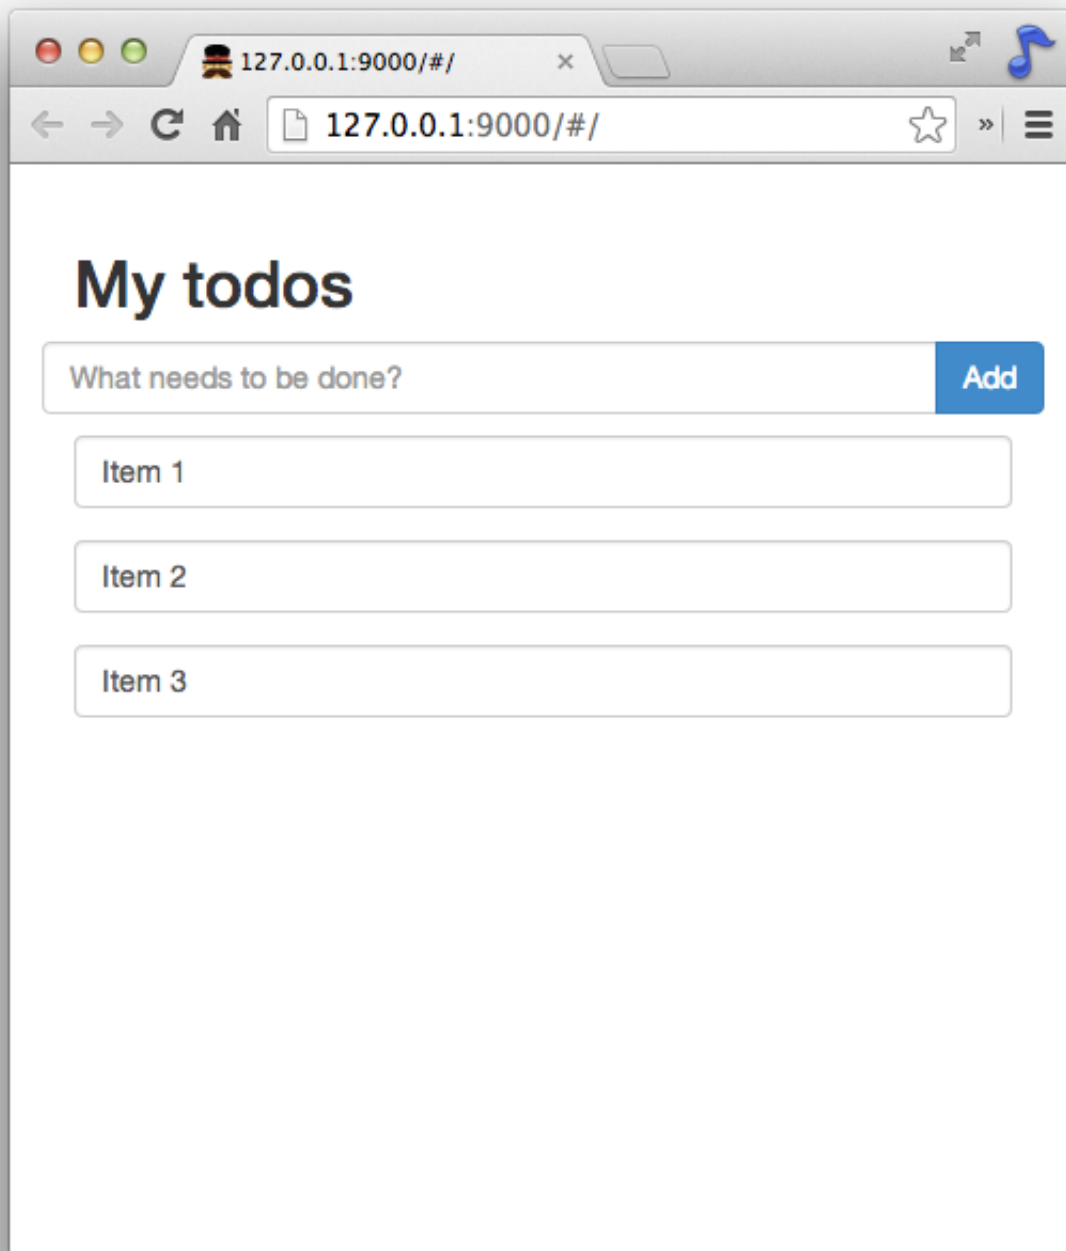 127.0.0.1:9000/#/
127.0.0.1:9000/#/
My todos
What needs to be done? Add
Item 1
Item 2
Item 3